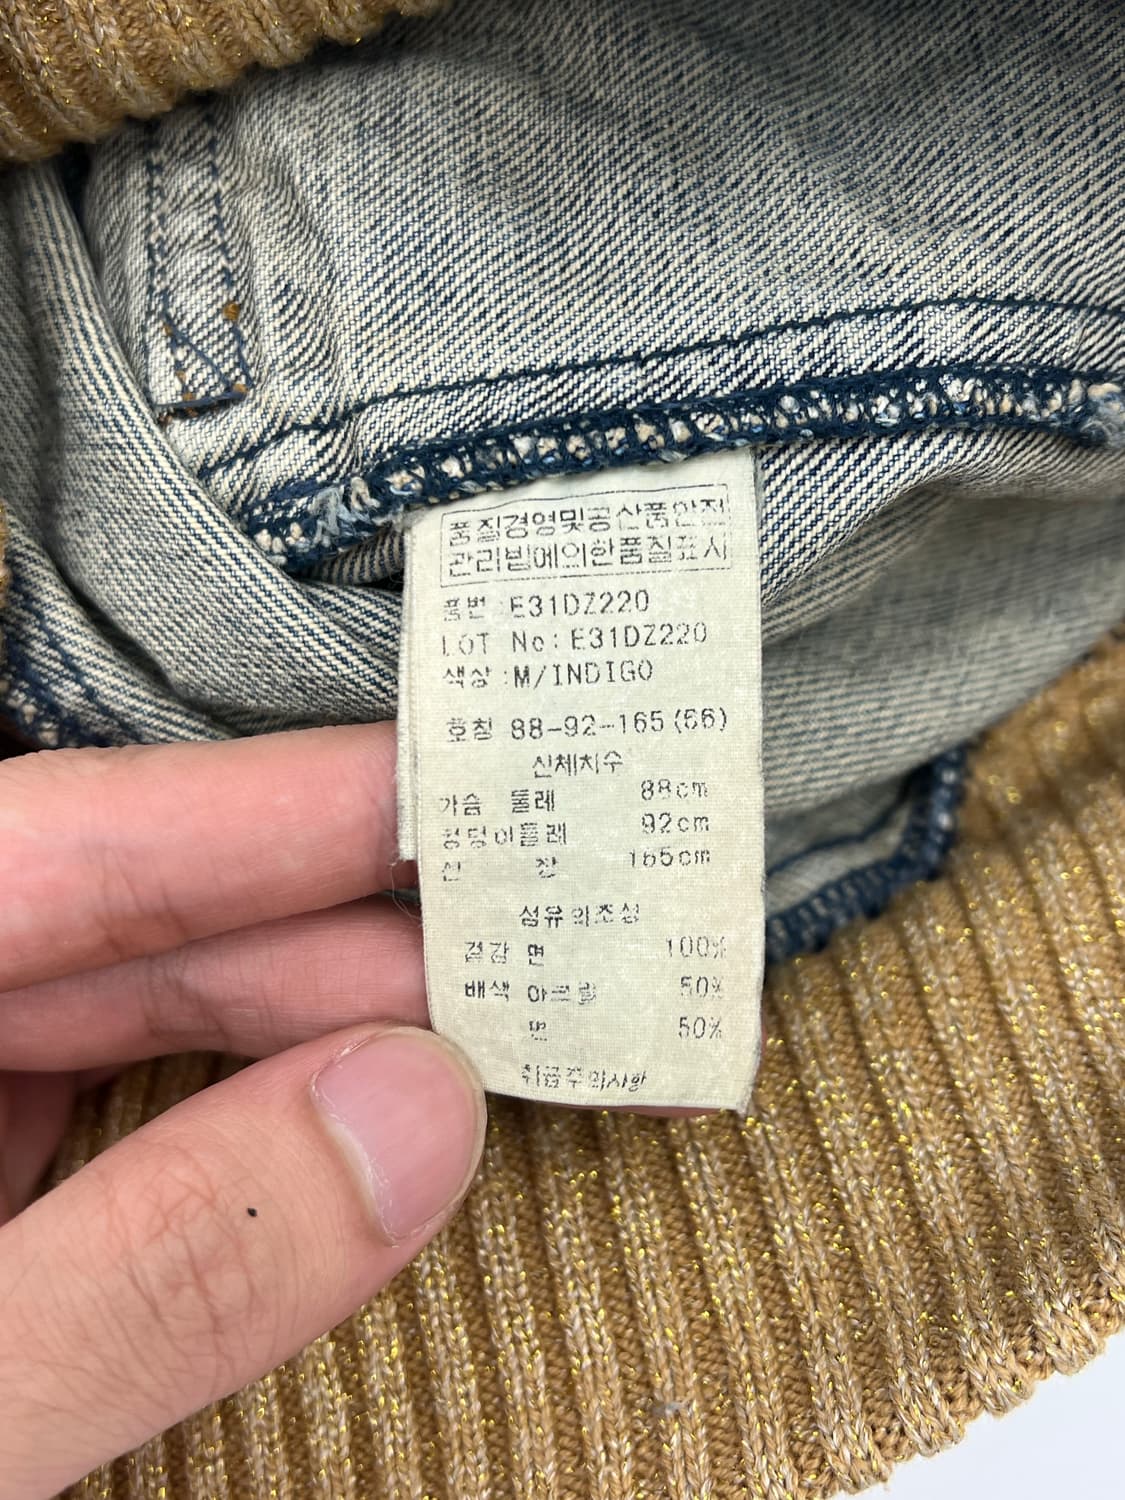 품질경영및공산품안전
관리법에의한품질표시
품번 : E31DZ220
LOT No : E31DZ220
색상 : M/INDIGO
호칭 88-92-165(66)
신체치수
가슴 둘레 88cm
엉덩이둘레 92cm
신 장 165cm
섬유의조성
겉감 면 100%
배색 아크릴 50%
면 50%
취급주의사항